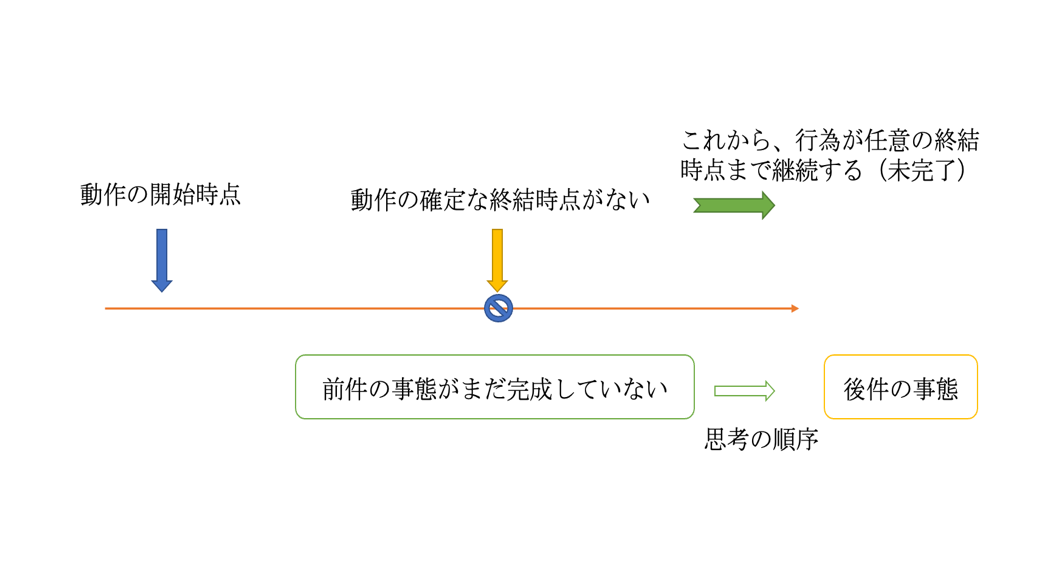 これから、行為が任意の終結
時点まで継続する（未完了）
動作の開始時点
動作の確定な終結時点がない
前件の事態がまだ完成していない
後件の事態
思考の順序